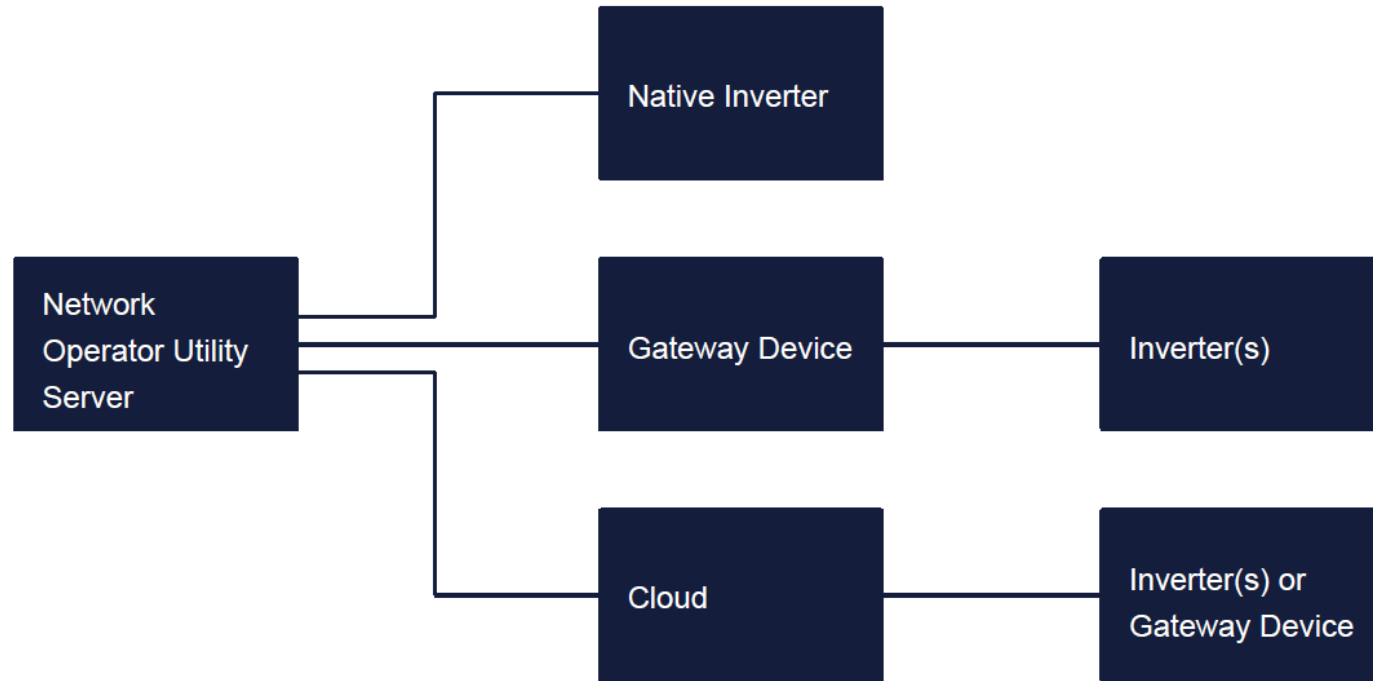 Native Inverter
Network
Operator Utility
Server
Gateway Device
Inverter(s)
Cloud
Inverter(s) or
Gateway Device